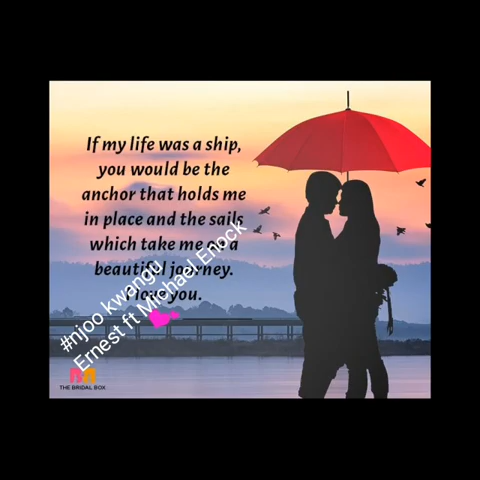 If my life was a ship,
you would be the
anchor that holds me
in place and the sails
which take me on a
beautiful journey.
I love you.
#njoo kwangu
Ernest ft Michael Enock
THE BRIDAL BOX